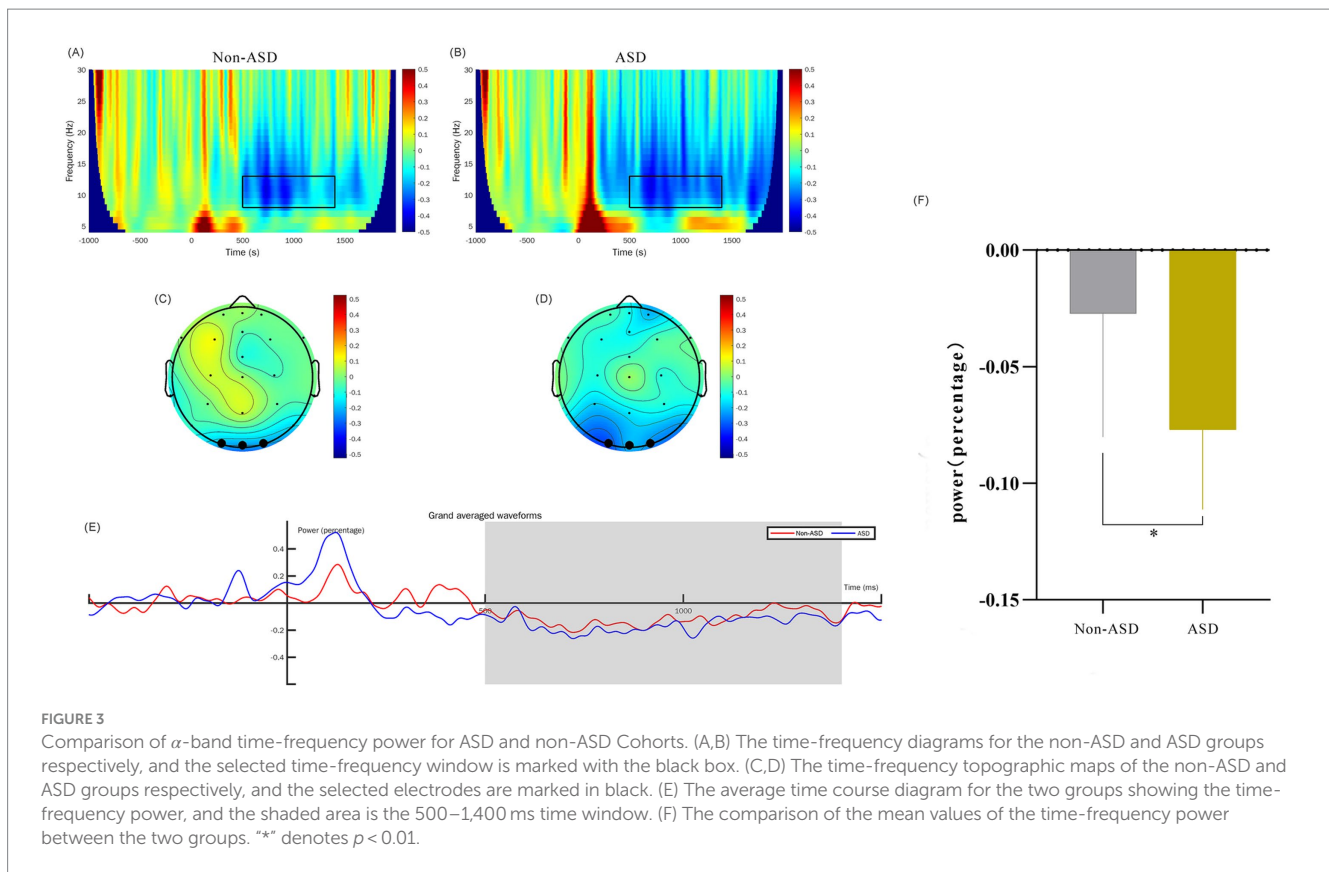 (A)
Non-ASD
30
25
20
15
10
5
Frequency (Hz)
-1000 -500 0 500 1000 1500
Time (s)
0.5
0.4
0.3
0.2
0.1
0
-0.1
-0.2
-0.3
-0.4
-0.5
(B)
ASD
30
25
20
15
10
5
Frequency (Hz)
-1000 -500 0 500 1000 1500
Time (s)
0.5
0.4
0.3
0.2
0.1
0
-0.1
-0.2
-0.3
-0.4
-0.5
(C)
0.5
0.4
0.3
0.2
0.1
0
-0.1
-0.2
-0.3
-0.4
-0.5
(D)
0.5
0.4
0.3
0.2
0.1
0
-0.1
-0.2
-0.3
-0.4
-0.5
(E)
Grand averaged waveforms
Power (percentage)
Non-ASD ASD
0.4
0.2
-0.2
-0.4
Time (ms)
500 1000
(F)
0.00
-0.05
-0.10
-0.15
power(percentage)
*
Non-ASD ASD
FIGURE 3
Comparison of α-band time-frequency power for ASD and non-ASD Cohorts. (A,B) The time-frequency diagrams for the non-ASD and ASD groups
respectively, and the selected time-frequency window is marked with the black box. (C,D) The time-frequency topographic maps of the non-ASD and
ASD groups respectively, and the selected electrodes are marked in black. (E) The average time course diagram for the two groups showing the time-
frequency power, and the shaded area is the 500–1,400 ms time window. (F) The comparison of the mean values of the time-frequency power
between the two groups. "*" denotes p < 0.01.